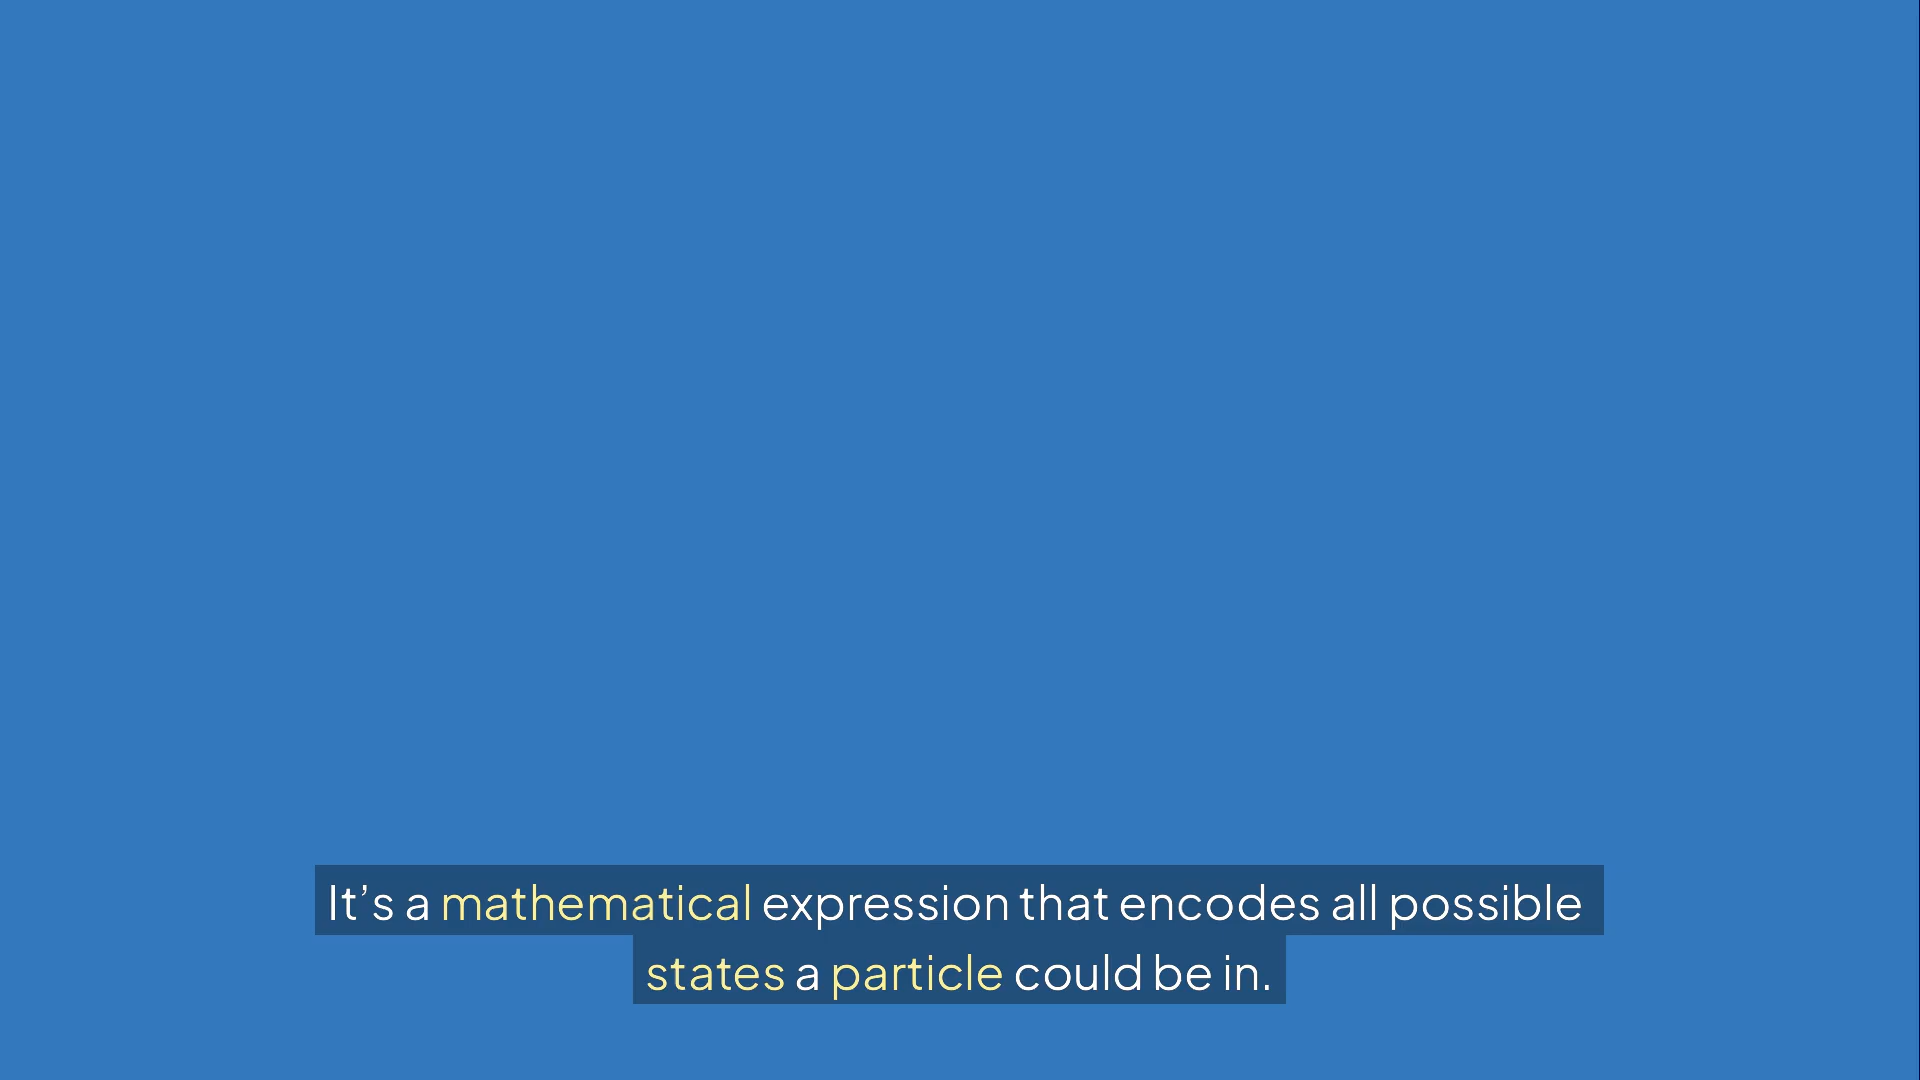 It’s a mathematical expression that encodes all possible
states a particle could be in.